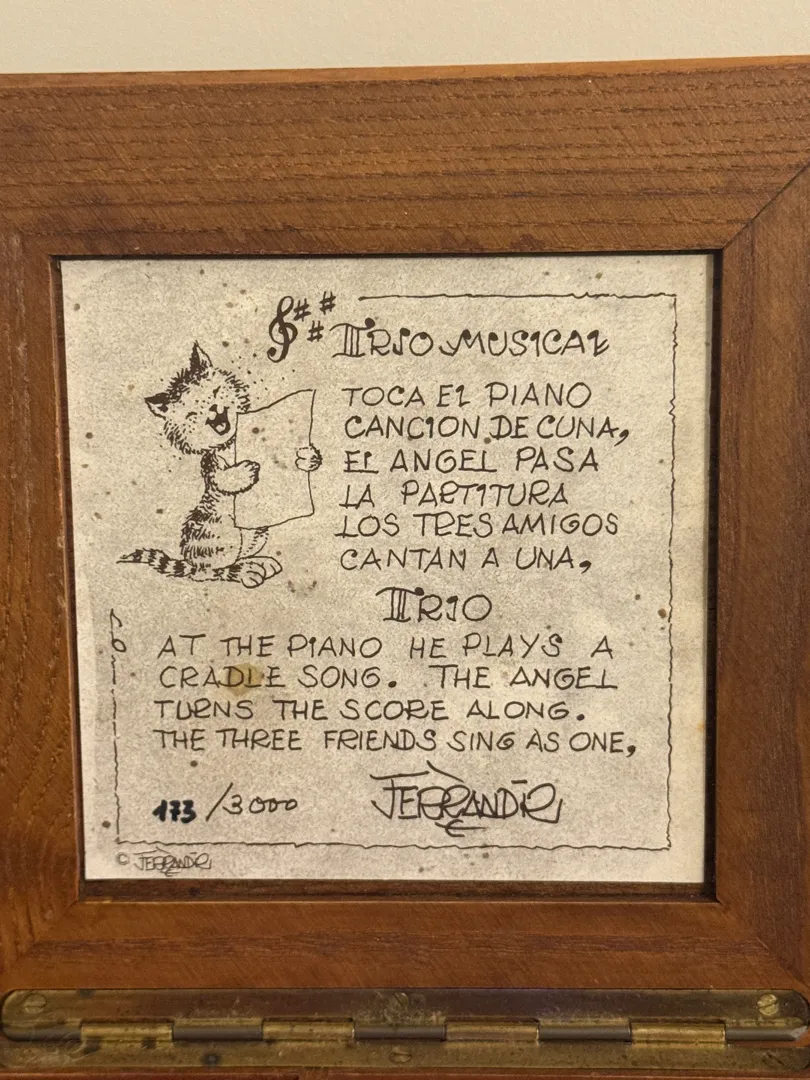 TRIO MUSICAL
TOCA EL PIANO
CANCION DE CUNA,
EL ANGEL PASA
LA PARTITURA
LOS TRES AMIGOS
CANTAN A UNA,
TRIO
AT THE PIANO HE PLAYS A
CRADLE SONG. THE ANGEL
TURNS THE SCORE ALONG.
THE THREE FRIENDS SING AS ONE,
173/3000 FERRANDIZ
© FERRANDIZ